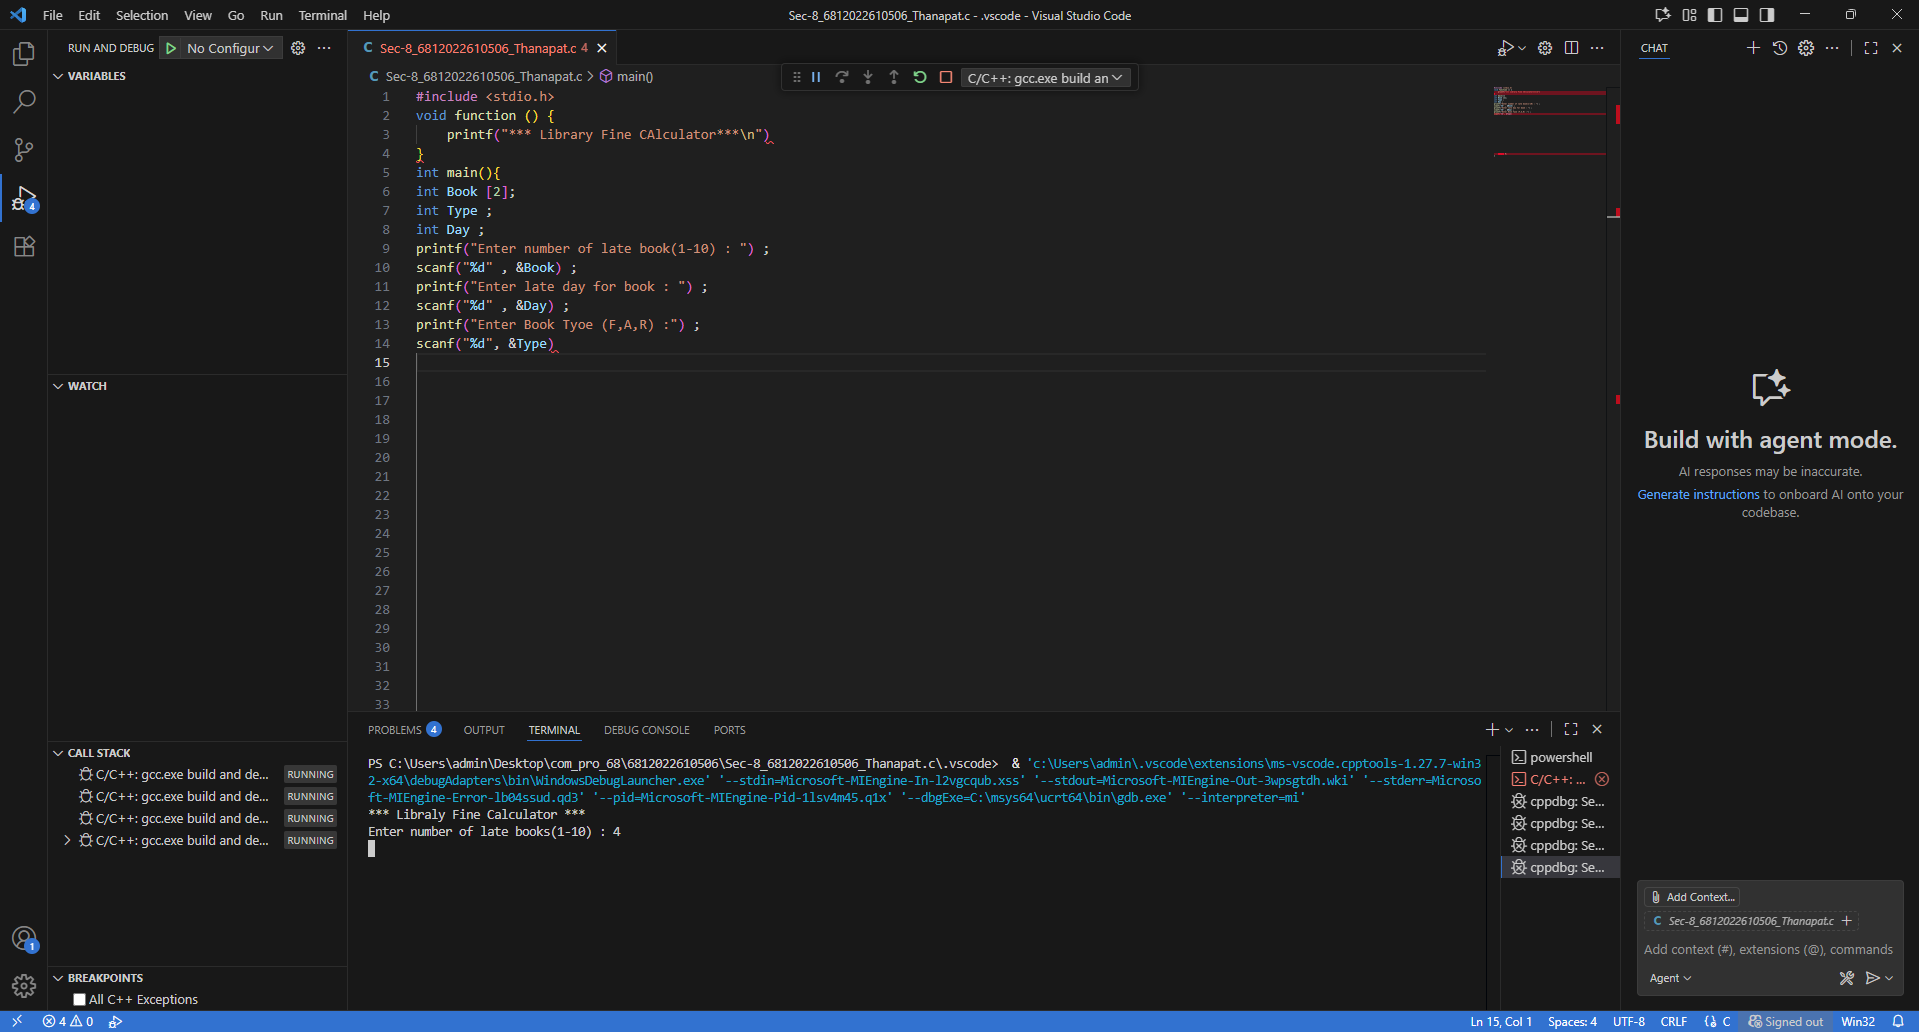 File Edit Selection View Go Run Terminal Help
Sec-8_6812022610506_Thanapat.c - .vscode - Visual Studio Code
RUN AND DEBUG No Configur
VARIABLES
WATCH
CALL STACK
C/C++: gcc.exe build and de... RUNNING
C/C++: gcc.exe build and de... RUNNING
C/C++: gcc.exe build and de... RUNNING
C/C++: gcc.exe build and de... RUNNING
BREAKPOINTS
All C++ Exceptions
4
1
C Sec-8_6812022610506_Thanapat.c 4
C Sec-8_6812022610506_Thanapat.c > main()
C/C++: gcc.exe build an
1 #include <stdio.h>
2 void function () {
3 printf("*** Library Fine CAlculator***\n")
4 }
5 int main(){
6 int Book [2];
7 int Type ;
8 int Day ;
9 printf("Enter number of late book(1-10) : ") ;
10 scanf("%d" , &Book) ;
11 printf("Enter late day for book : ") ;
12 scanf("%d" , &Day) ;
13 printf("Enter Book Tyoe (F,A,R) :") ;
14 scanf("%d", &Type)
15
16
17
18
19
20
21
22
23
24
25
26
27
28
29
30
31
32
33
PROBLEMS 4 OUTPUT TERMINAL DEBUG CONSOLE PORTS
PS C:\Users\admin\Desktop\com_pro_68\6812022610506\Sec-8_6812022610506_Thanapat.c\.vscode> & 'c:\Users\admin\.vscode\extensions\ms-vscode.cpptools-1.27.7-win3
2-x64\debugAdapters\bin\WindowsDebugLauncher.exe' '--stdin=Microsoft-MIEngine-In-l2vgcqub.xss' '--stdout=Microsoft-MIEngine-Out-3wpsgtdh.wki' '--stderr=Microso
ft-MIEngine-Error-lb04ssud.qd3' '--pid=Microsoft-MIEngine-Pid-1lsv4m45.q1x' '--dbgExe=C:\msys64\ucrt64\bin\gdb.exe' '--interpreter=mi'
*** Libraly Fine Calculator ***
Enter number of late books(1-10) : 4
powershell
C/C++: ...
cppdbg: Se...
cppdbg: Se...
cppdbg: Se...
cppdbg: Se...
CHAT
Build with agent mode.
AI responses may be inaccurate.
Generate instructions to onboard AI onto your
codebase.
Add Context...
C Sec-8_6812022610506_Thanapat.c
Add context (#), extensions (@), commands
Agent
4 0
Ln 15, Col 1 Spaces: 4 UTF-8 CRLF {} C Signed out Win32